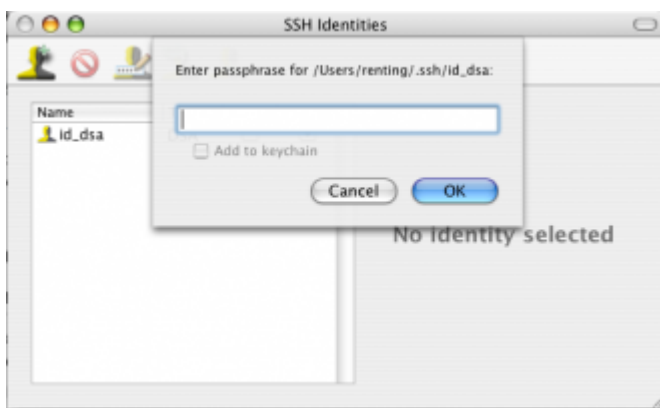 SSH Identities
Enter passphrase for /Users/renting/.ssh/id_dsa:
Name
id_dsa
Add to keychain
Cancel
OK
No identity selected